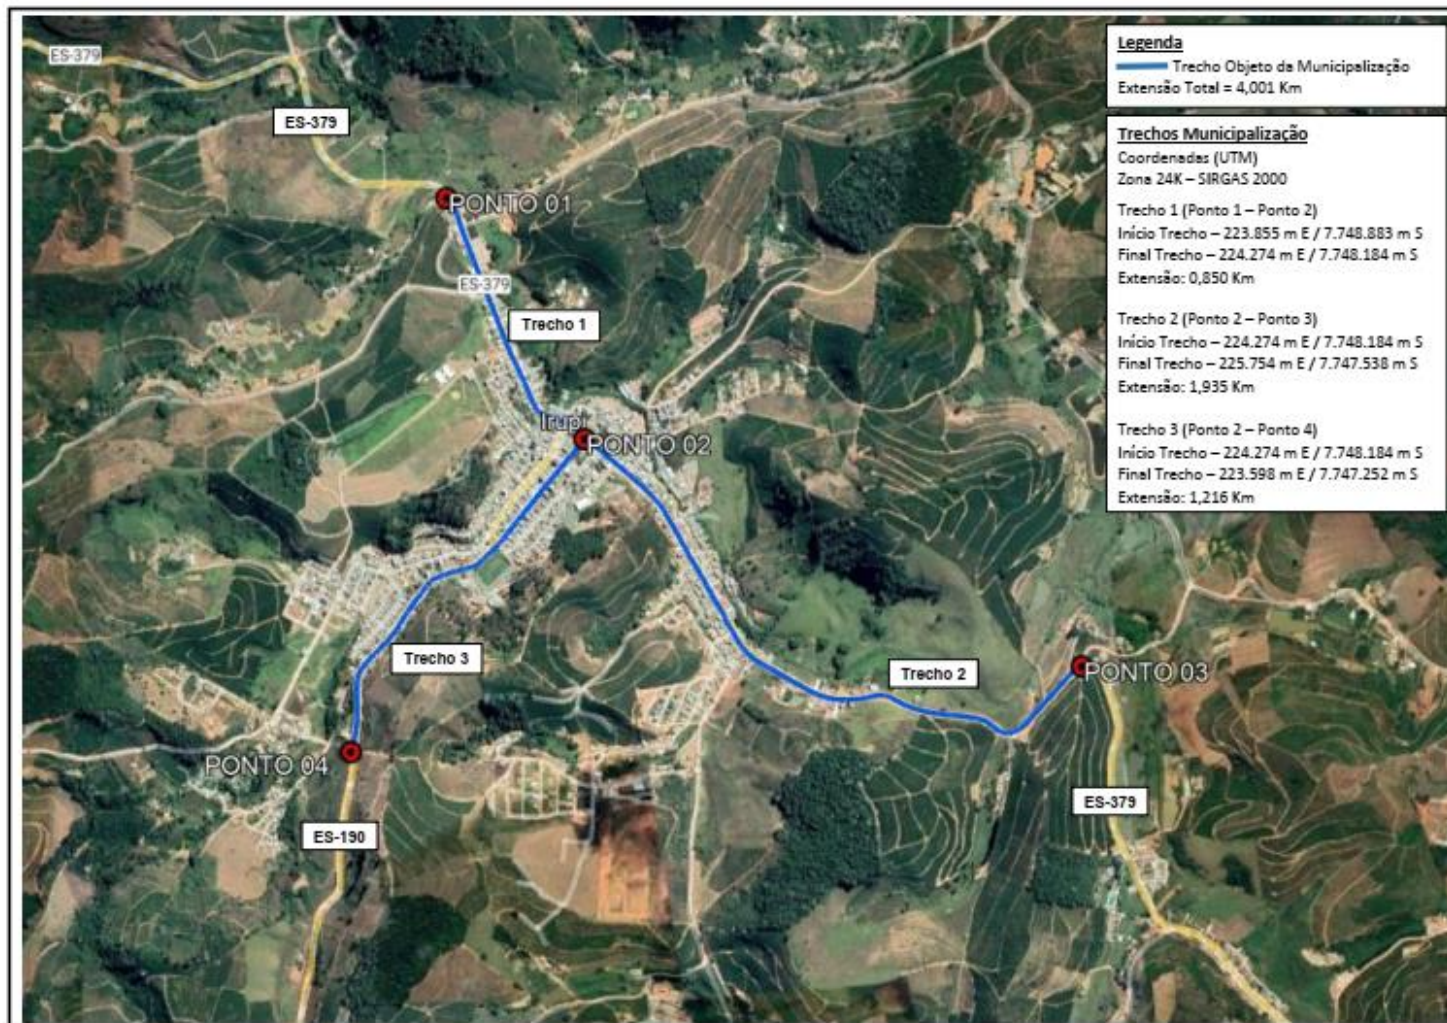 Legenda
Trecho Objeto da Municipalização
Extensão Total = 4,001 Km
Trechos Municipalização
Coordenadas (UTM)
Zona 24K – SIRGAS 2000
Trecho 1 (Ponto 1 – Ponto 2)
Início Trecho – 223.855 m E / 7.748.883 m S
Final Trecho – 224.274 m E / 7.748.184 m S
Extensão: 0,850 Km
Trecho 2 (Ponto 2 – Ponto 3)
Início Trecho – 224.274 m E / 7.748.184 m S
Final Trecho – 225.754 m E / 7.747.538 m S
Extensão: 1,935 Km
Trecho 3 (Ponto 2 – Ponto 4)
Início Trecho – 224.274 m E / 7.748.184 m S
Final Trecho – 223.598 m E / 7.747.252 m S
Extensão: 1,216 Km
ES-379
ES-379
PONTO 01
ES-379
Trecho 1
Irupi
PONTO 02
Trecho 3
Trecho 2
PONTO 03
PONTO 04
ES-379
ES-190